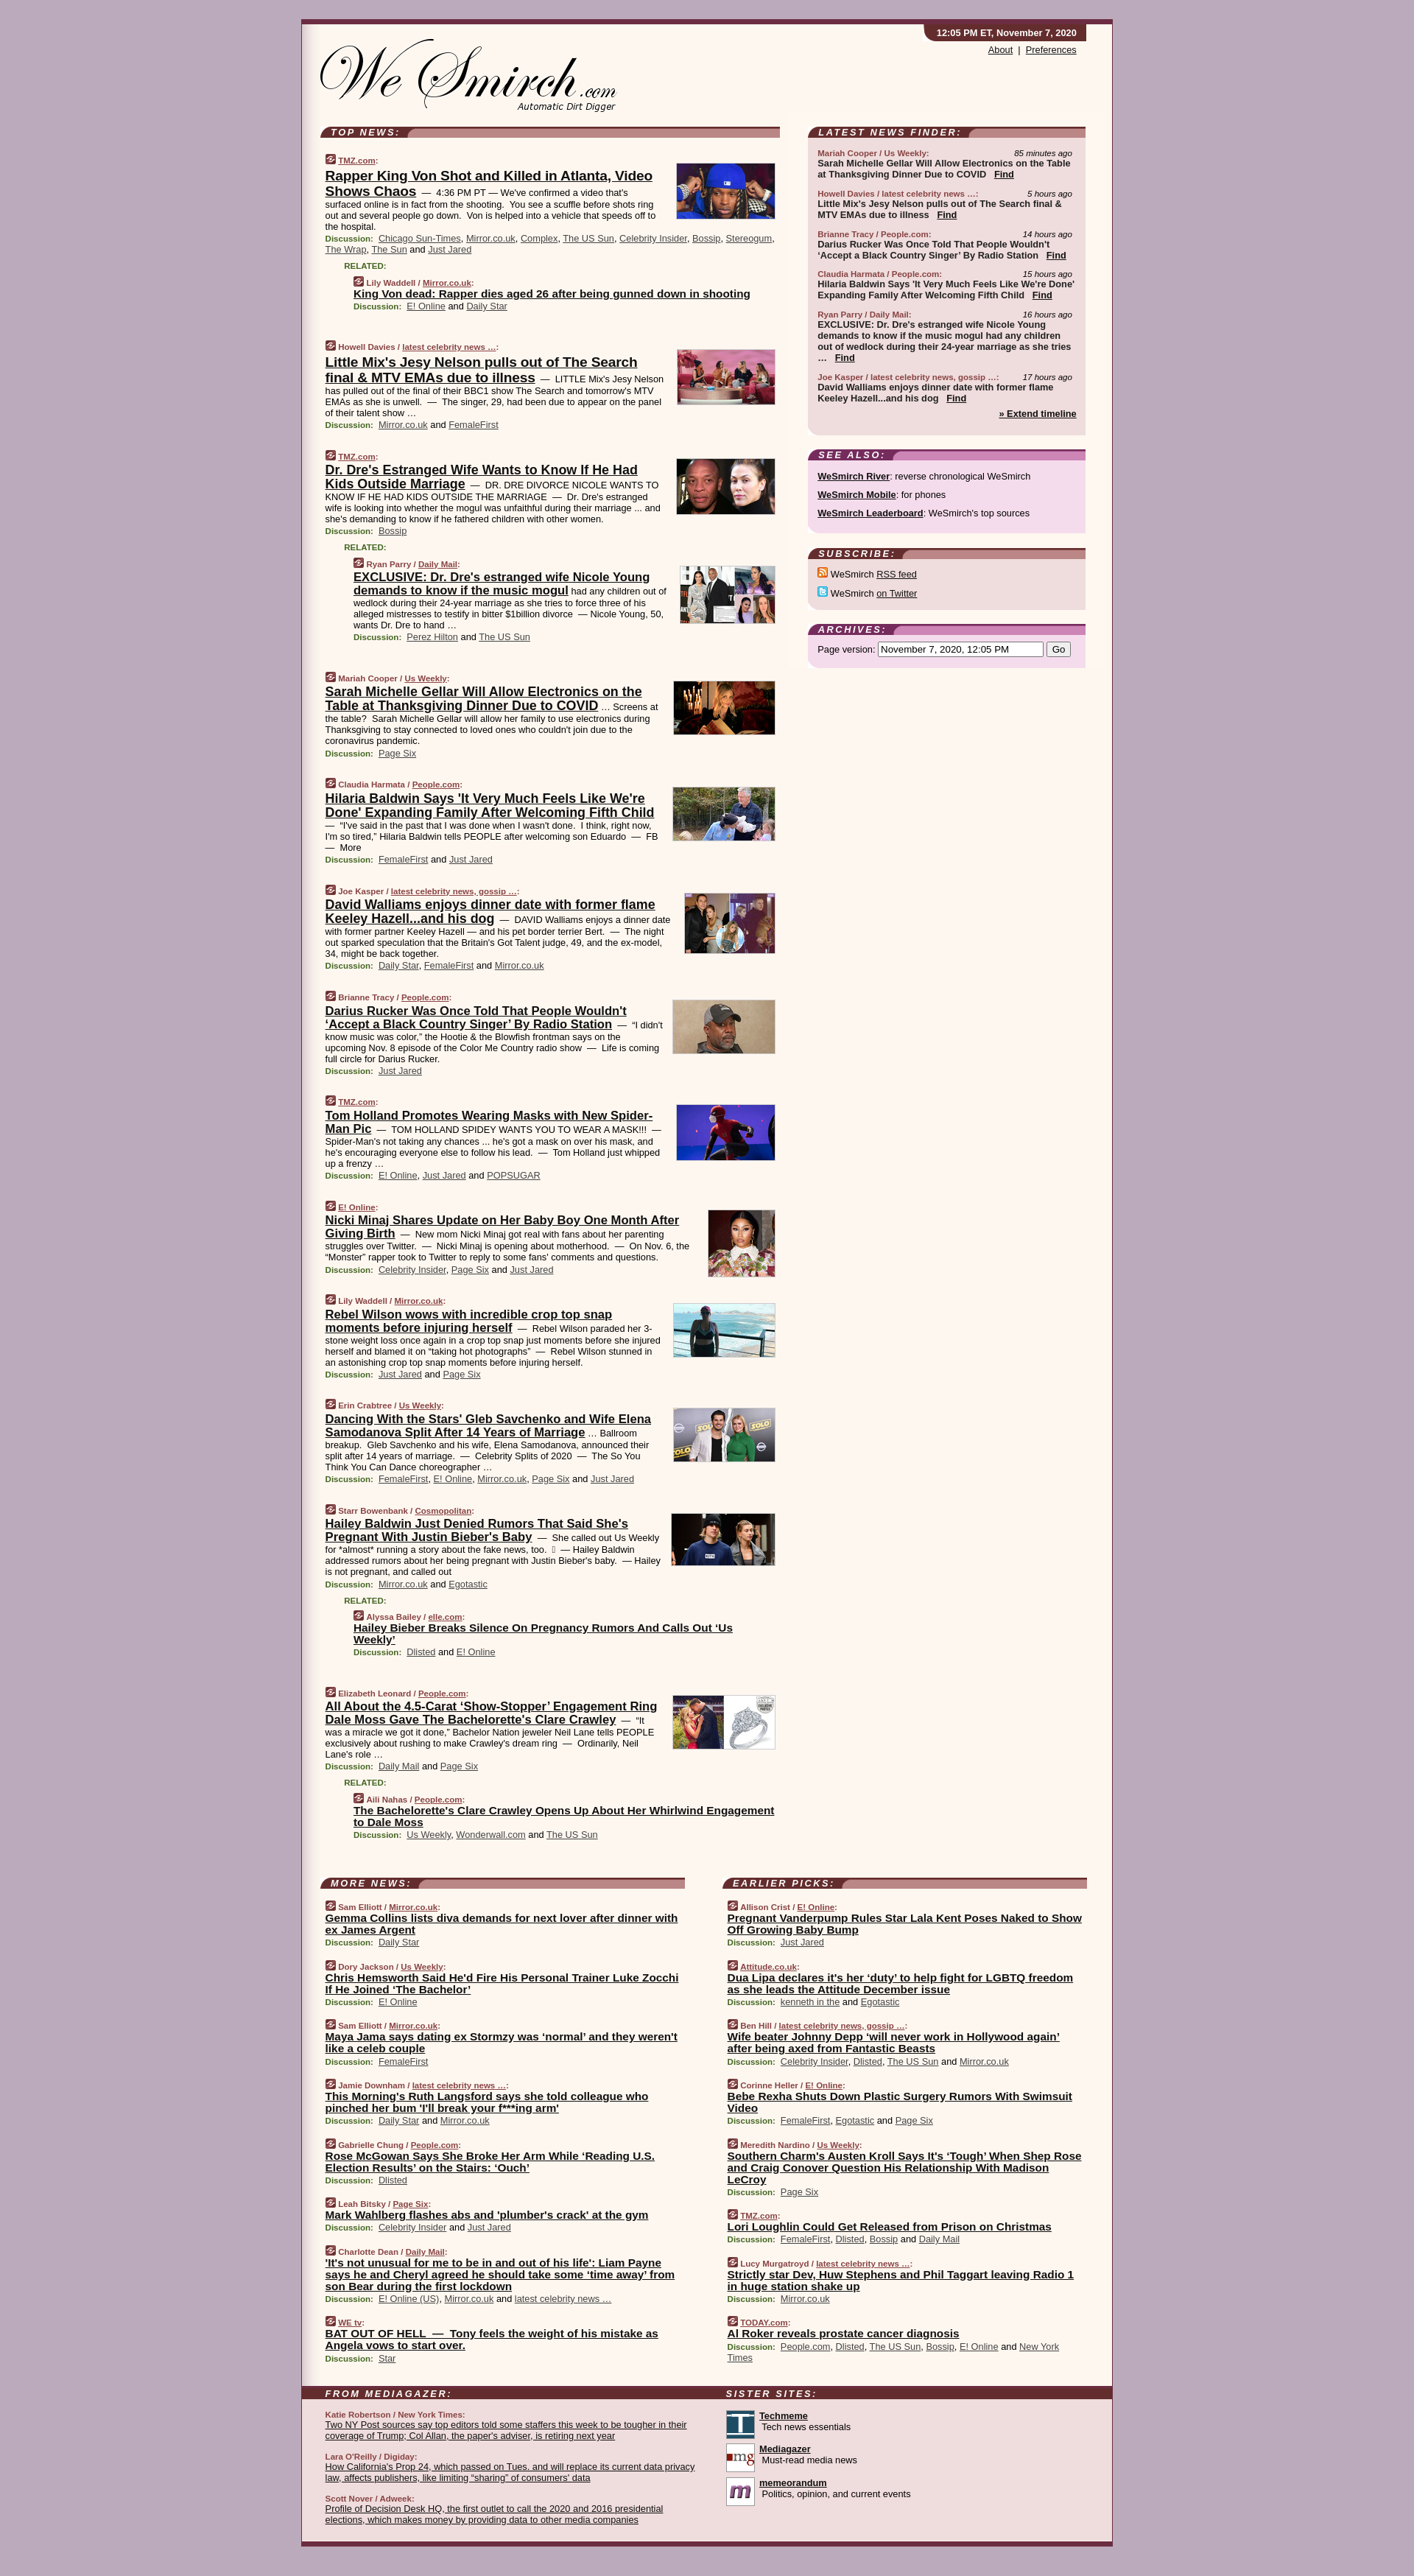 12:05 PM ET, November 7, 2020
About | Preferences
We Smirch.com
Automatic Dirt Digger
TOP NEWS:
TMZ.com:
Rapper King Von Shot and Killed in Atlanta, Video
Shows Chaos — 4:36 PM PT — We've confirmed a video that's
surfaced online is in fact from the shooting. You see a scuffle before shots ring
out and several people go down. Von is helped into a vehicle that speeds off to
the hospital.
Discussion: Chicago Sun-Times, Mirror.co.uk, Complex, The US Sun, Celebrity Insider, Bossip, Stereogum,
The Wrap, The Sun and Just Jared
RELATED:
Lily Waddell / Mirror.co.uk:
King Von dead: Rapper dies aged 26 after being gunned down in shooting
Discussion: E! Online and Daily Star
Howell Davies / latest celebrity news …:
Little Mix's Jesy Nelson pulls out of The Search
final & MTV EMAs due to illness — LITTLE Mix's Jesy Nelson
has pulled out of the final of their BBC1 show The Search and tomorrow's MTV
EMAs as she is unwell. — The singer, 29, had been due to appear on the panel
of their talent show …
Discussion: Mirror.co.uk and FemaleFirst
TMZ.com:
Dr. Dre's Estranged Wife Wants to Know If He Had
Kids Outside Marriage — DR. DRE DIVORCE NICOLE WANTS TO
KNOW IF HE HAD KIDS OUTSIDE THE MARRIAGE — Dr. Dre's estranged
wife is looking into whether the mogul was unfaithful during their marriage ... and
she's demanding to know if he fathered children with other women.
Discussion: Bossip
RELATED:
Ryan Parry / Daily Mail:
EXCLUSIVE: Dr. Dre's estranged wife Nicole Young
demands to know if the music mogul had any children out of
wedlock during their 24-year marriage as she tries to force three of his
alleged mistresses to testify in bitter $1billion divorce — Nicole Young, 50,
wants Dr. Dre to hand …
Discussion: Perez Hilton and The US Sun
Mariah Cooper / Us Weekly:
Sarah Michelle Gellar Will Allow Electronics on the
Table at Thanksgiving Dinner Due to COVID … Screens at
the table? Sarah Michelle Gellar will allow her family to use electronics during
Thanksgiving to stay connected to loved ones who couldn't join due to the
coronavirus pandemic.
Discussion: Page Six
Claudia Harmata / People.com:
Hilaria Baldwin Says 'It Very Much Feels Like We're
Done' Expanding Family After Welcoming Fifth Child
— “I've said in the past that I was done when I wasn't done. I think, right now,
I'm so tired,” Hilaria Baldwin tells PEOPLE after welcoming son Eduardo — FB
— More
Discussion: FemaleFirst and Just Jared
Joe Kasper / latest celebrity news, gossip …:
David Walliams enjoys dinner date with former flame
Keeley Hazell...and his dog — DAVID Walliams enjoys a dinner date
with former partner Keeley Hazell — and his pet border terrier Bert. — The night
out sparked speculation that the Britain's Got Talent judge, 49, and the ex-model,
34, might be back together.
Discussion: Daily Star, FemaleFirst and Mirror.co.uk
Brianne Tracy / People.com:
Darius Rucker Was Once Told That People Wouldn't
‘Accept a Black Country Singer’ By Radio Station — “I didn't
know music was color,” the Hootie & the Blowfish frontman says on the
upcoming Nov. 8 episode of the Color Me Country radio show — Life is coming
full circle for Darius Rucker.
Discussion: Just Jared
TMZ.com:
Tom Holland Promotes Wearing Masks with New Spider-
Man Pic — TOM HOLLAND SPIDEY WANTS YOU TO WEAR A MASK!!! —
Spider-Man's not taking any chances ... he's got a mask on over his mask, and
he's encouraging everyone else to follow his lead. — Tom Holland just whipped
up a frenzy …
Discussion: E! Online, Just Jared and POPSUGAR
E! Online:
Nicki Minaj Shares Update on Her Baby Boy One Month After
Giving Birth — New mom Nicki Minaj got real with fans about her parenting
struggles over Twitter. — Nicki Minaj is opening about motherhood. — On Nov. 6, the
“Monster” rapper took to Twitter to reply to some fans' comments and questions.
Discussion: Celebrity Insider, Page Six and Just Jared
Lily Waddell / Mirror.co.uk:
Rebel Wilson wows with incredible crop top snap
moments before injuring herself — Rebel Wilson paraded her 3-
stone weight loss once again in a crop top snap just moments before she injured
herself and blamed it on “taking hot photographs” — Rebel Wilson stunned in
an astonishing crop top snap moments before injuring herself.
Discussion: Just Jared and Page Six
Erin Crabtree / Us Weekly:
Dancing With the Stars' Gleb Savchenko and Wife Elena
Samodanova Split After 14 Years of Marriage … Ballroom
breakup. Gleb Savchenko and his wife, Elena Samodanova, announced their
split after 14 years of marriage. — Celebrity Splits of 2020 — The So You
Think You Can Dance choreographer …
Discussion: FemaleFirst, E! Online, Mirror.co.uk, Page Six and Just Jared
Starr Bowenbank / Cosmopolitan:
Hailey Baldwin Just Denied Rumors That Said She's
Pregnant With Justin Bieber's Baby — She called out Us Weekly
for *almost* running a story about the fake news, too. — Hailey Baldwin
addressed rumors about her being pregnant with Justin Bieber's baby. — Hailey
is not pregnant, and called out
Discussion: Mirror.co.uk and Egotastic
RELATED:
Alyssa Bailey / elle.com:
Hailey Bieber Breaks Silence On Pregnancy Rumors And Calls Out ‘Us
Weekly’
Discussion: Dlisted and E! Online
Elizabeth Leonard / People.com:
All About the 4.5-Carat ‘Show-Stopper’ Engagement Ring
Dale Moss Gave The Bachelorette's Clare Crawley — “It
was a miracle we got it done,” Bachelor Nation jeweler Neil Lane tells PEOPLE
exclusively about rushing to make Crawley's dream ring — Ordinarily, Neil
Lane's role …
Discussion: Daily Mail and Page Six
RELATED:
Aili Nahas / People.com:
The Bachelorette's Clare Crawley Opens Up About Her Whirlwind Engagement
to Dale Moss
Discussion: Us Weekly, Wonderwall.com and The US Sun
LATEST NEWS FINDER:
Mariah Cooper / Us Weekly: 85 minutes ago
Sarah Michelle Gellar Will Allow Electronics on the Table
at Thanksgiving Dinner Due to COVID Find
Howell Davies / latest celebrity news …: 5 hours ago
Little Mix's Jesy Nelson pulls out of The Search final &
MTV EMAs due to illness Find
Brianne Tracy / People.com: 14 hours ago
Darius Rucker Was Once Told That People Wouldn't
‘Accept a Black Country Singer’ By Radio Station Find
Claudia Harmata / People.com: 15 hours ago
Hilaria Baldwin Says 'It Very Much Feels Like We're Done'
Expanding Family After Welcoming Fifth Child Find
Ryan Parry / Daily Mail: 16 hours ago
EXCLUSIVE: Dr. Dre's estranged wife Nicole Young
demands to know if the music mogul had any children
out of wedlock during their 24-year marriage as she tries
… Find
Joe Kasper / latest celebrity news, gossip …: 17 hours ago
David Walliams enjoys dinner date with former flame
Keeley Hazell...and his dog Find
» Extend timeline
SEE ALSO:
WeSmirch River: reverse chronological WeSmirch
WeSmirch Mobile: for phones
WeSmirch Leaderboard: WeSmirch's top sources
SUBSCRIBE:
WeSmirch RSS feed
WeSmirch on Twitter
ARCHIVES:
Page version: November 7, 2020, 12:05 PM Go
MORE NEWS:
Sam Elliott / Mirror.co.uk:
Gemma Collins lists diva demands for next lover after dinner with
ex James Argent
Discussion: Daily Star
Dory Jackson / Us Weekly:
Chris Hemsworth Said He'd Fire His Personal Trainer Luke Zocchi
If He Joined ‘The Bachelor’
Discussion: E! Online
Sam Elliott / Mirror.co.uk:
Maya Jama says dating ex Stormzy was ‘normal’ and they weren't
like a celeb couple
Discussion: FemaleFirst
Jamie Downham / latest celebrity news …:
This Morning's Ruth Langsford says she told colleague who
pinched her bum 'I'll break your f***ing arm'
Discussion: Daily Star and Mirror.co.uk
Gabrielle Chung / People.com:
Rose McGowan Says She Broke Her Arm While ‘Reading U.S.
Election Results’ on the Stairs: ‘Ouch’
Discussion: Dlisted
Leah Bitsky / Page Six:
Mark Wahlberg flashes abs and 'plumber's crack' at the gym
Discussion: Celebrity Insider and Just Jared
Charlotte Dean / Daily Mail:
'It's not unusual for me to be in and out of his life': Liam Payne
says he and Cheryl agreed he should take some ‘time away’ from
son Bear during the first lockdown
Discussion: E! Online (US), Mirror.co.uk and latest celebrity news …
WE tv:
BAT OUT OF HELL — Tony feels the weight of his mistake as
Angela vows to start over.
Discussion: Star
EARLIER PICKS:
Allison Crist / E! Online:
Pregnant Vanderpump Rules Star Lala Kent Poses Naked to Show
Off Growing Baby Bump
Discussion: Just Jared
Attitude.co.uk:
Dua Lipa declares it's her ‘duty’ to help fight for LGBTQ freedom
as she leads the Attitude December issue
Discussion: kenneth in the and Egotastic
Ben Hill / latest celebrity news, gossip …:
Wife beater Johnny Depp ‘will never work in Hollywood again’
after being axed from Fantastic Beasts
Discussion: Celebrity Insider, Dlisted, The US Sun and Mirror.co.uk
Corinne Heller / E! Online:
Bebe Rexha Shuts Down Plastic Surgery Rumors With Swimsuit
Video
Discussion: FemaleFirst, Egotastic and Page Six
Meredith Nardino / Us Weekly:
Southern Charm's Austen Kroll Says It's ‘Tough’ When Shep Rose
and Craig Conover Question His Relationship With Madison
LeCroy
Discussion: Page Six
TMZ.com:
Lori Loughlin Could Get Released from Prison on Christmas
Discussion: FemaleFirst, Dlisted, Bossip and Daily Mail
Lucy Murgatroyd / latest celebrity news …:
Strictly star Dev, Huw Stephens and Phil Taggart leaving Radio 1
in huge station shake up
Discussion: Mirror.co.uk
TODAY.com:
Al Roker reveals prostate cancer diagnosis
Discussion: People.com, Dlisted, The US Sun, Bossip, E! Online and New York
Times
FROM MEDIAGAZER:
Katie Robertson / New York Times:
Two NY Post sources say top editors told some staffers this week to be tougher in their
coverage of Trump; Col Allan, the paper's adviser, is retiring next year
Lara O'Reilly / Digiday:
How California's Prop 24, which passed on Tues. and will replace its current data privacy
law, affects publishers, like limiting “sharing” of consumers' data
Scott Nover / Adweek:
Profile of Decision Desk HQ, the first outlet to call the 2020 and 2016 presidential
elections, which makes money by providing data to other media companies
SISTER SITES:
Techmeme
Tech news essentials
mg
Mediagazer
Must-read media news
m
memeorandum
Politics, opinion, and current events